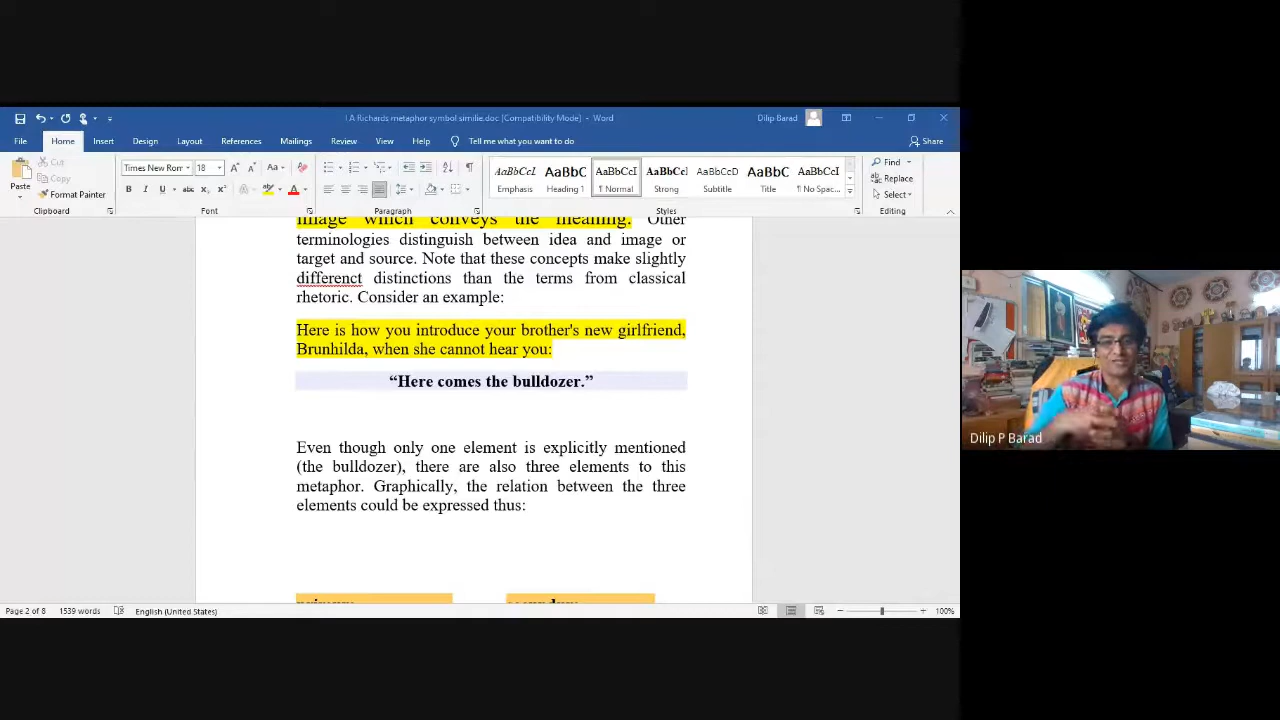 I A Richards metaphor symbol similie.doc [Compatibility Mode] - Word
Dilip Barad
File Home Insert Design Layout References Mailings Review View Help Tell me what you want to do Share
Paste
Cut
Copy
Format Painter
Clipboard
Times New Rom 18
Font
Paragraph
AaBbCcI AaBbC AaBbCcI AaBbCcI AaBbCcD AaBbC AaBbCcI
Emphasis Heading 1 ¶ Normal Strong Subtitle Title ¶ No Spac...
Styles
Find
Replace
Select
Editing
image which conveys the meaning. Other
terminologies distinguish between idea and image or
target and source. Note that these concepts make slightly
differenct distinctions than the terms from classical
rhetoric. Consider an example:
Here is how you introduce your brother's new girlfriend,
Brunhilda, when she cannot hear you:
“Here comes the bulldozer.”
Even though only one element is explicitly mentioned
(the bulldozer), there are also three elements to this
metaphor. Graphically, the relation between the three
elements could be expressed thus:
Page 2 of 8 1539 words English (United States) 100%
Dilip P Barad